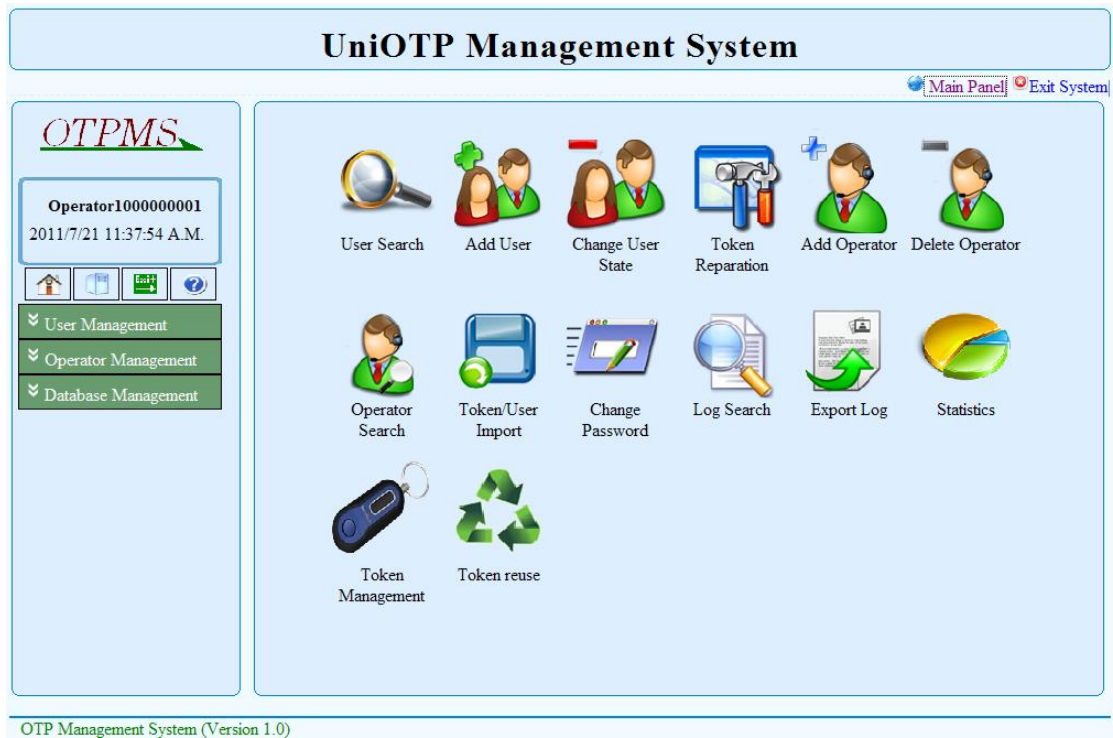 UniOTP Management System
Main Panel Exit System
OTPMS
Operator1000000001
2011/7/21 11:37:54 A.M.
Exit
User Management
Operator Management
Database Management
User Search
Add User
Change User
State
Token
Reparation
Add Operator
Delete Operator
Operator
Search
Token/User
Import
Change
Password
Log Search
Export Log
Statistics
Token
Management
Token reuse
OTP Management System (Version 1.0)